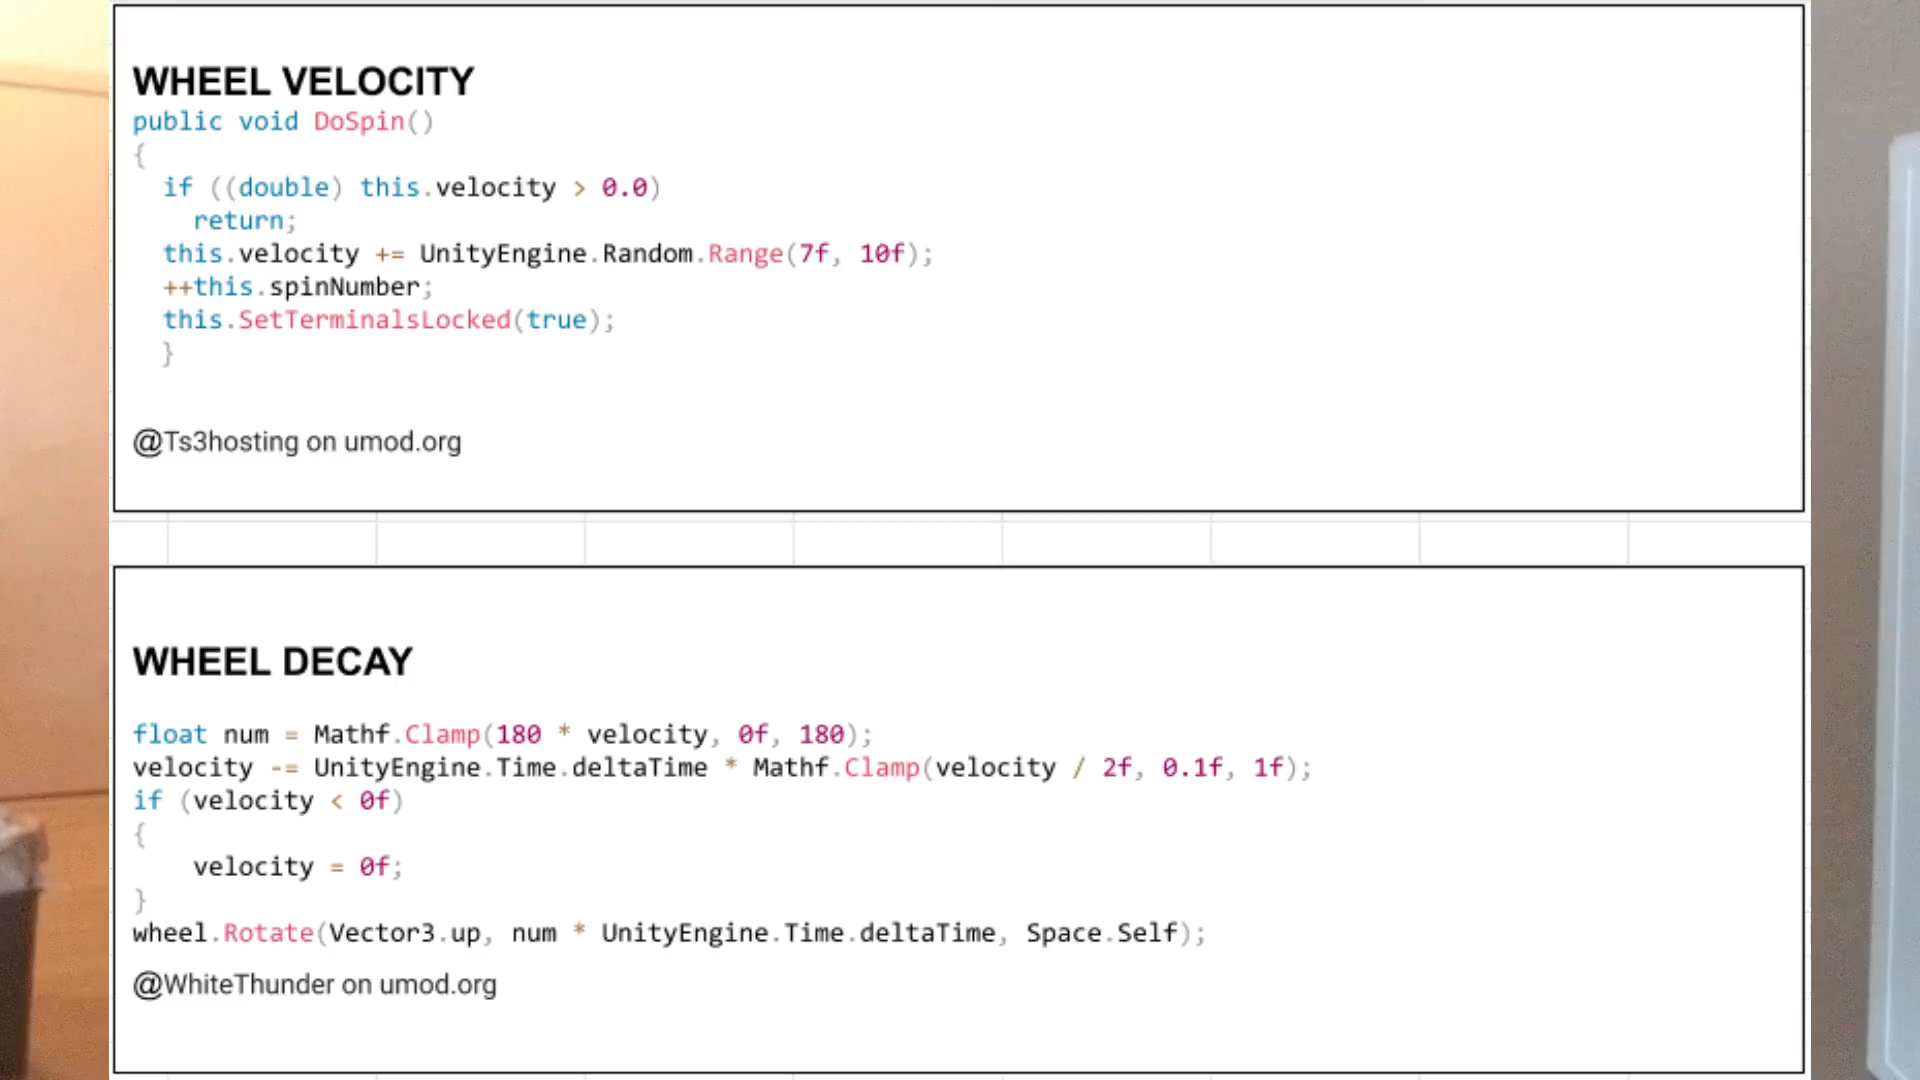 WHEEL VELOCITY
public void DoSpin()
{
if ((double) this.velocity > 0.0)
return;
this.velocity += UnityEngine.Random.Range(7f, 10f);
++this.spinNumber;
this.SetTerminalsLocked(true);
}
@Ts3hosting on umod.org
WHEEL DECAY
float num = Mathf.Clamp(180 * velocity, 0f, 180);
velocity -= UnityEngine.Time.deltaTime * Mathf.Clamp(velocity / 2f, 0.1f, 1f);
if (velocity < 0f)
{
velocity = 0f;
}
wheel.Rotate(Vector3.up, num * UnityEngine.Time.deltaTime, Space.Self);
@WhiteThunder on umod.org